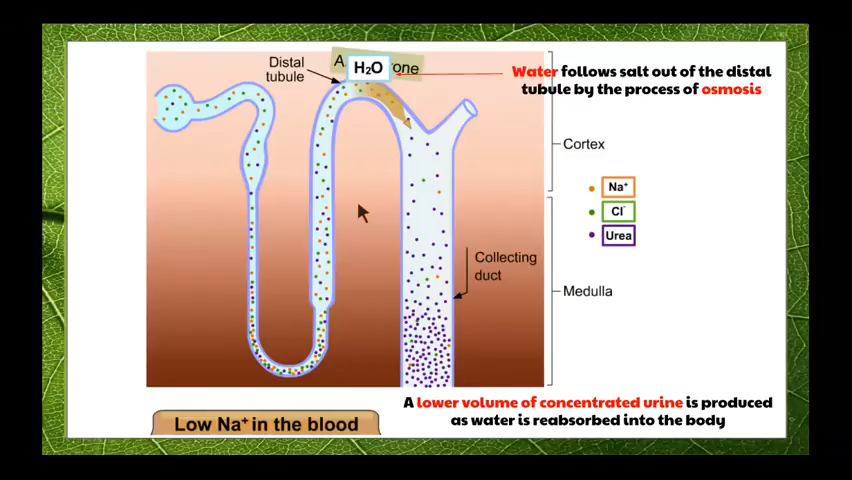 Distal
tubule
A
H₂O
one
Water follows salt out of the distal
tubule by the process of osmosis
Cortex
Na⁺
Cl⁻
Urea
Collecting
duct
Medulla
A lower volume of concentrated urine is produced
as water is reabsorbed into the body
Low Na⁺ in the blood